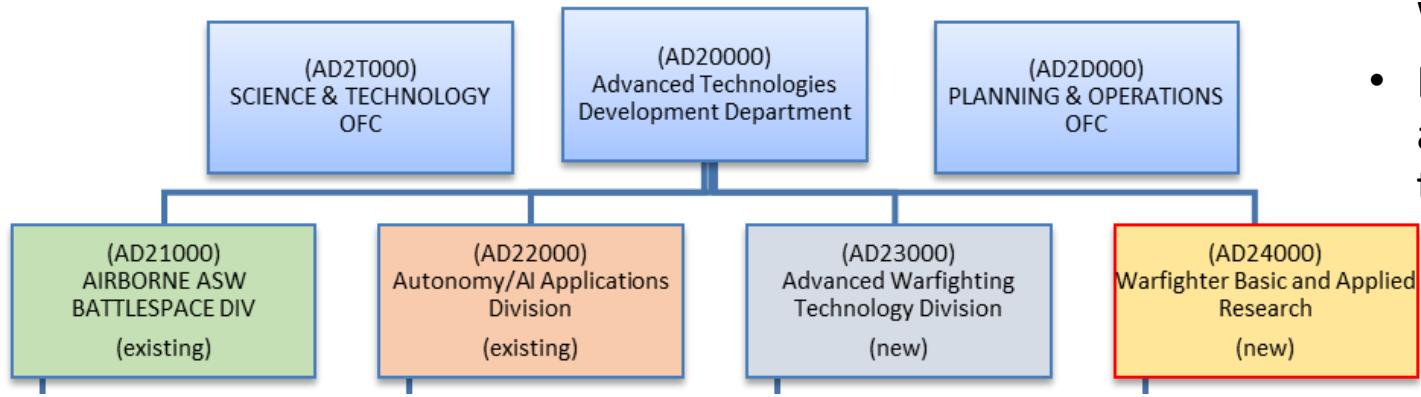 (AD2T000)
SCIENCE & TECHNOLOGY
OFC
(AD20000)
Advanced Technologies
Development Department
(AD2D000)
PLANNING & OPERATIONS
OFC
(AD21000)
AIRBORNE ASW
BATTLESPACE DIV
(existing)
(AD22000)
Autonomy/AI Applications
Division
(existing)
(AD23000)
Advanced Warfighting
Technology Division
(new)
(AD24000)
Warfighter Basic and Applied
Research
(new)